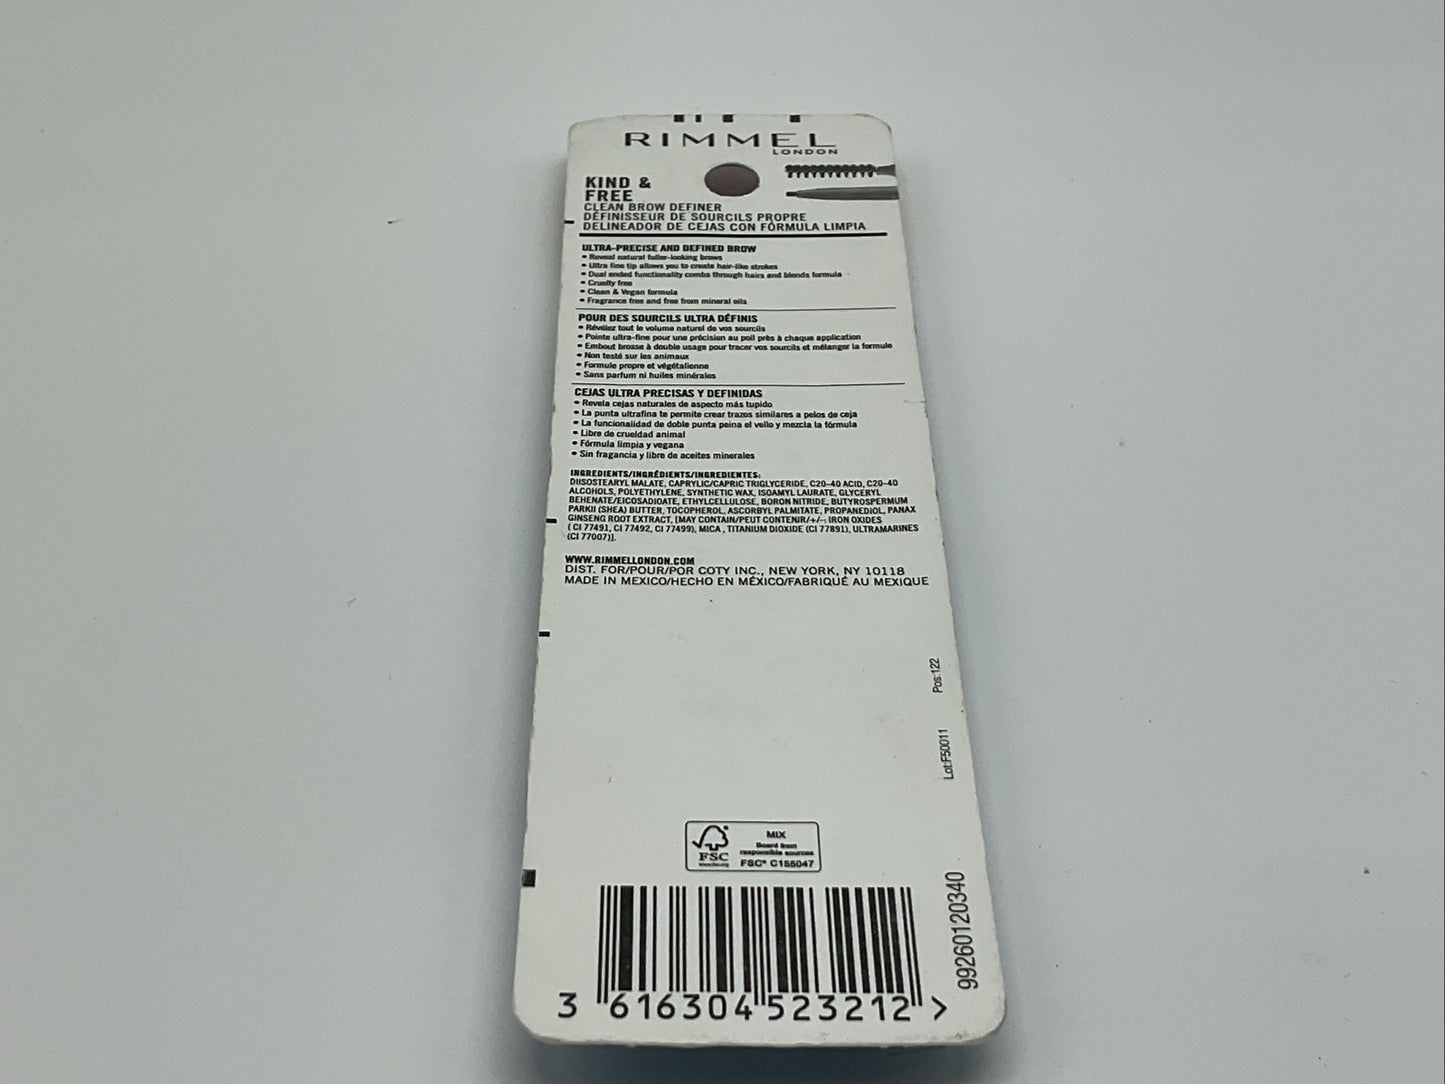 RIMMEL
LONDON
KIND &
FREE
CLEAN BROW DEFINER
DÉFINISSEUR DE SOURCILS PROPRE
DELINEADOR DE CEJAS CON FÓRMULA LIMPIA
ULTRA-PRECISE AND DEFINED BROW
• Reveal natural fuller-looking brows
• Ultra fine tip allows you to create hair-like strokes
• Dual ended functionality combs through hairs and blends formula
• Cruelty free
• Clean & Vegan formula
• Fragrance free and free from mineral oils
POUR DES SOURCILS ULTRA DÉFINIS
• Révélez tout le volume naturel de vos sourcils
• Pointe ultra-fine pour une précision au poil près à chaque application
• Embout brosse à double usage pour tracer vos sourcils et mélanger la formule
• Non testé sur les animaux
• Formule propre et végétalienne
• Sans parfum ni huiles minérales
CEJAS ULTRA PRECISAS Y DEFINIDAS
• Revela cejas naturales de aspecto más tupido
• La punta ultrafina te permite crear trazos similares a pelos de ceja
• La funcionalidad de doble punta peina el vello y mezcla la fórmula
• Libre de crueldad animal
• Fórmula limpia y vegana
• Sin fragancia y libre de aceites minerales
INGREDIENTS/INGRÉDIENTS/INGREDIENTES:
DIISOSTEARYL MALATE, CAPRYLIC/CAPRIC TRIGLYCERIDE, C20-40 ACID, C20-40
ALCOHOLS, POLYETHYLENE, SYNTHETIC WAX, ISOAMYL LAURATE, GLYCERYL
BEHENATE/EICOSADIOATE, ETHYLCELLULOSE, BORON NITRIDE, BUTYROSPERMUM
PARKII (SHEA) BUTTER, TOCOPHEROL, ASCORBYL PALMITATE, PROPANEDIOL, PANAX
GINSENG ROOT EXTRACT, [MAY CONTAIN/PEUT CONTENIR/+/-: IRON OXIDES
( CI 77491, CI 77492, CI 77499), MICA , TITANIUM DIOXIDE (CI 77891), ULTRAMARINES
(CI 77007)].
WWW.RIMMELLONDON.COM
DIST. FOR/POUR/POR COTY INC., NEW YORK, NY 10118
MADE IN MEXICO/HECHO EN MÉXICO/FABRIQUÉ AU MEXIQUE
Pos:122
Lot:F50011
FSC
www.fsc.org
MIX
Board from
responsible sources
FSC® C155047
99260120340
3 616304 523212 >